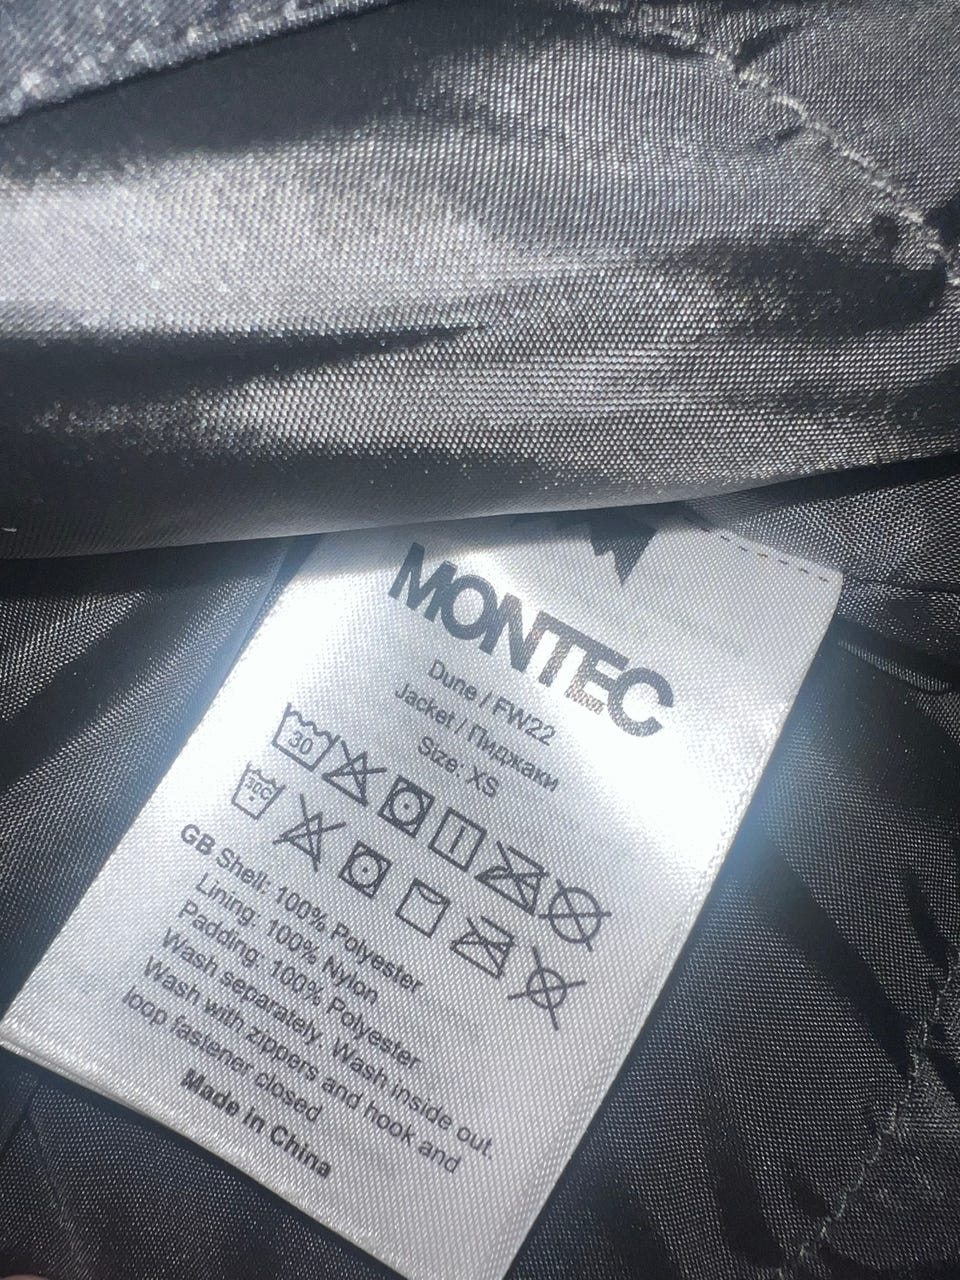 MONTEC
Dune / FW22
Jacket / Пиджаки
Size: XS
30
GB Shell: 100% Polyester
Lining: 100% Nylon
Padding: 100% Polyester
Wash separately. Wash inside out.
Wash with zippers and hook and
loop fastener closed
Made in China